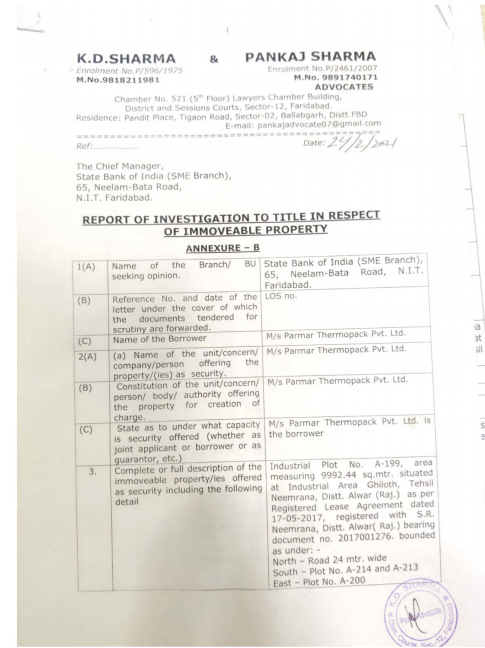 K.D.SHARMA & PANKAJ SHARMA
Enrolment No.P/596/1975 Enrolment No.P/2461/2007
M.No.9818211981 M.No. 9891740171
ADVOCATES
Chamber No. 521 (5th Floor) Lawyers Chamber Building,
District and Sessions Courts, Sector-12, Faridabad.
Residence: Pandit Place, Tigaon Road, Sector-02, Ballabgarh, Distt.FBD
E-mail: pankajadvocate07@gmail.com
Ref:................... Date: 24/2/2021
The Chief Manager,
State Bank of India (SME Branch),
65, Neelam-Bata Road,
N.I.T. Faridabad.
REPORT OF INVESTIGATION TO TITLE IN RESPECT
OF IMMOVEABLE PROPERTY
ANNEXURE – B
1(A) Name of the Branch/ BU State Bank of India (SME Branch),
seeking opinion. 65, Neelam-Bata Road, N.I.T.
Faridabad.
(B) Reference No. and date of the LOS no.
letter under the cover of which
the documents tendered for
scrutiny are forwarded.
(C) Name of the Borrower M/s Parmar Thermopack Pvt. Ltd.
2(A) (a) Name of the unit/concern/ M/s Parmar Thermopack Pvt. Ltd.
company/person offering the
property/(ies) as security.
(B) Constitution of the unit/concern/ M/s Parmar Thermopack Pvt. Ltd.
person/ body/ authority offering
the property for creation of
charge.
(C) State as to under what capacity M/s Parmar Thermopack Pvt. Ltd. is
is security offered (whether as the borrower
joint applicant or borrower as or
guarantor, etc.)
3. Complete or full description of the Industrial Plot No. A-199, area
immoveable property/ies offered measuring 9992.44 sq.mtr. situated
as security including the following at Industrial Area Ghiloth, Tehsil
detail Neemrana, Distt. Alwar (Raj.) as per
Registered Lease Agreement dated
17-05-2017, registered with S.R.
Neemrana, Distt. Alwar( Raj.) bearing
document no. 2017001276. bounded
as under: -
North – Road 24 mtr. wide
South – Plot No. A-214 and A-213
East – Plot No. A-200
K.D. SHARMA
Advocate